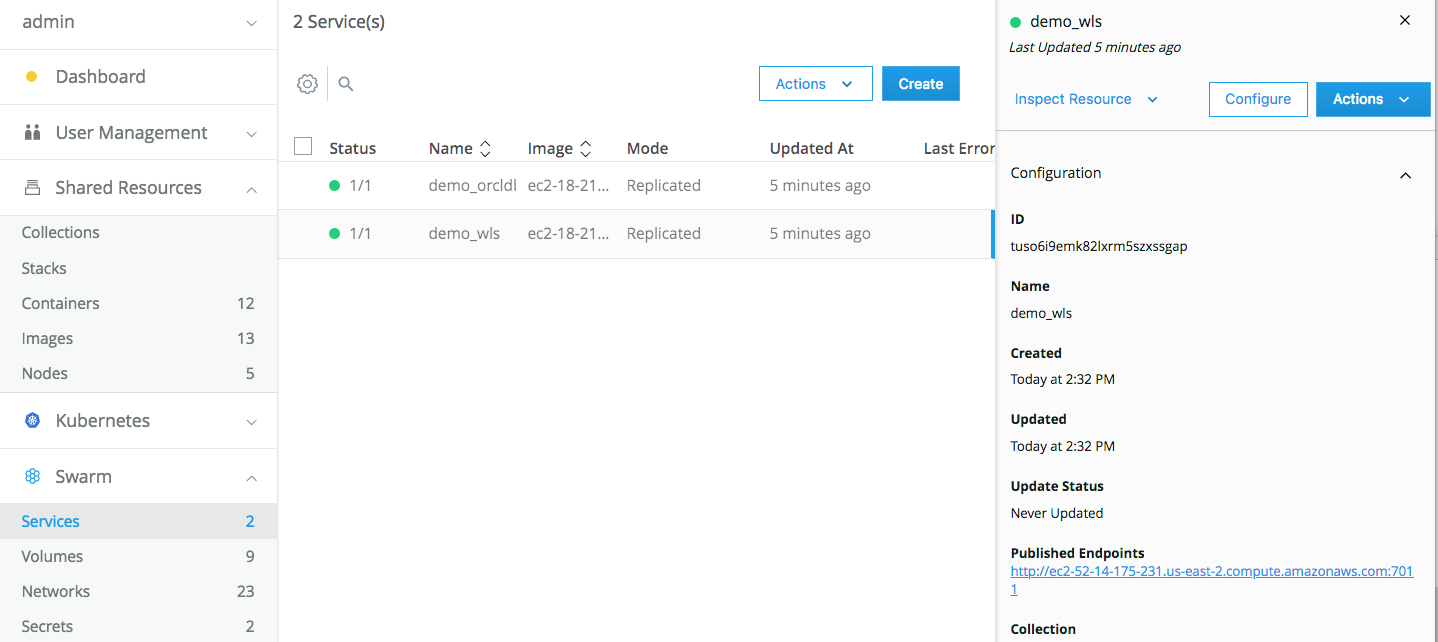 admin
Dashboard
User Management
Shared Resources
Collections
Stacks
Containers 12
Images 13
Nodes 5
Kubernetes
Swarm
Services 2
Volumes 9
Networks 23
Secrets 2
2 Service(s)
Actions Create
Status Name Image Mode Updated At Last Error
1/1 demo_orcldl ec2-18-21... Replicated 5 minutes ago
1/1 demo_wls ec2-18-21... Replicated 5 minutes ago
demo_wls
Last Updated 5 minutes ago
Inspect Resource Configure Actions
Configuration
ID
tuso6i9emk82lxrm5szxssgap
Name
demo_wls
Created
Today at 2:32 PM
Updated
Today at 2:32 PM
Update Status
Never Updated
Published Endpoints
http://ec2-52-14-175-231.us-east-2.compute.amazonaws.com:701
1
Collection